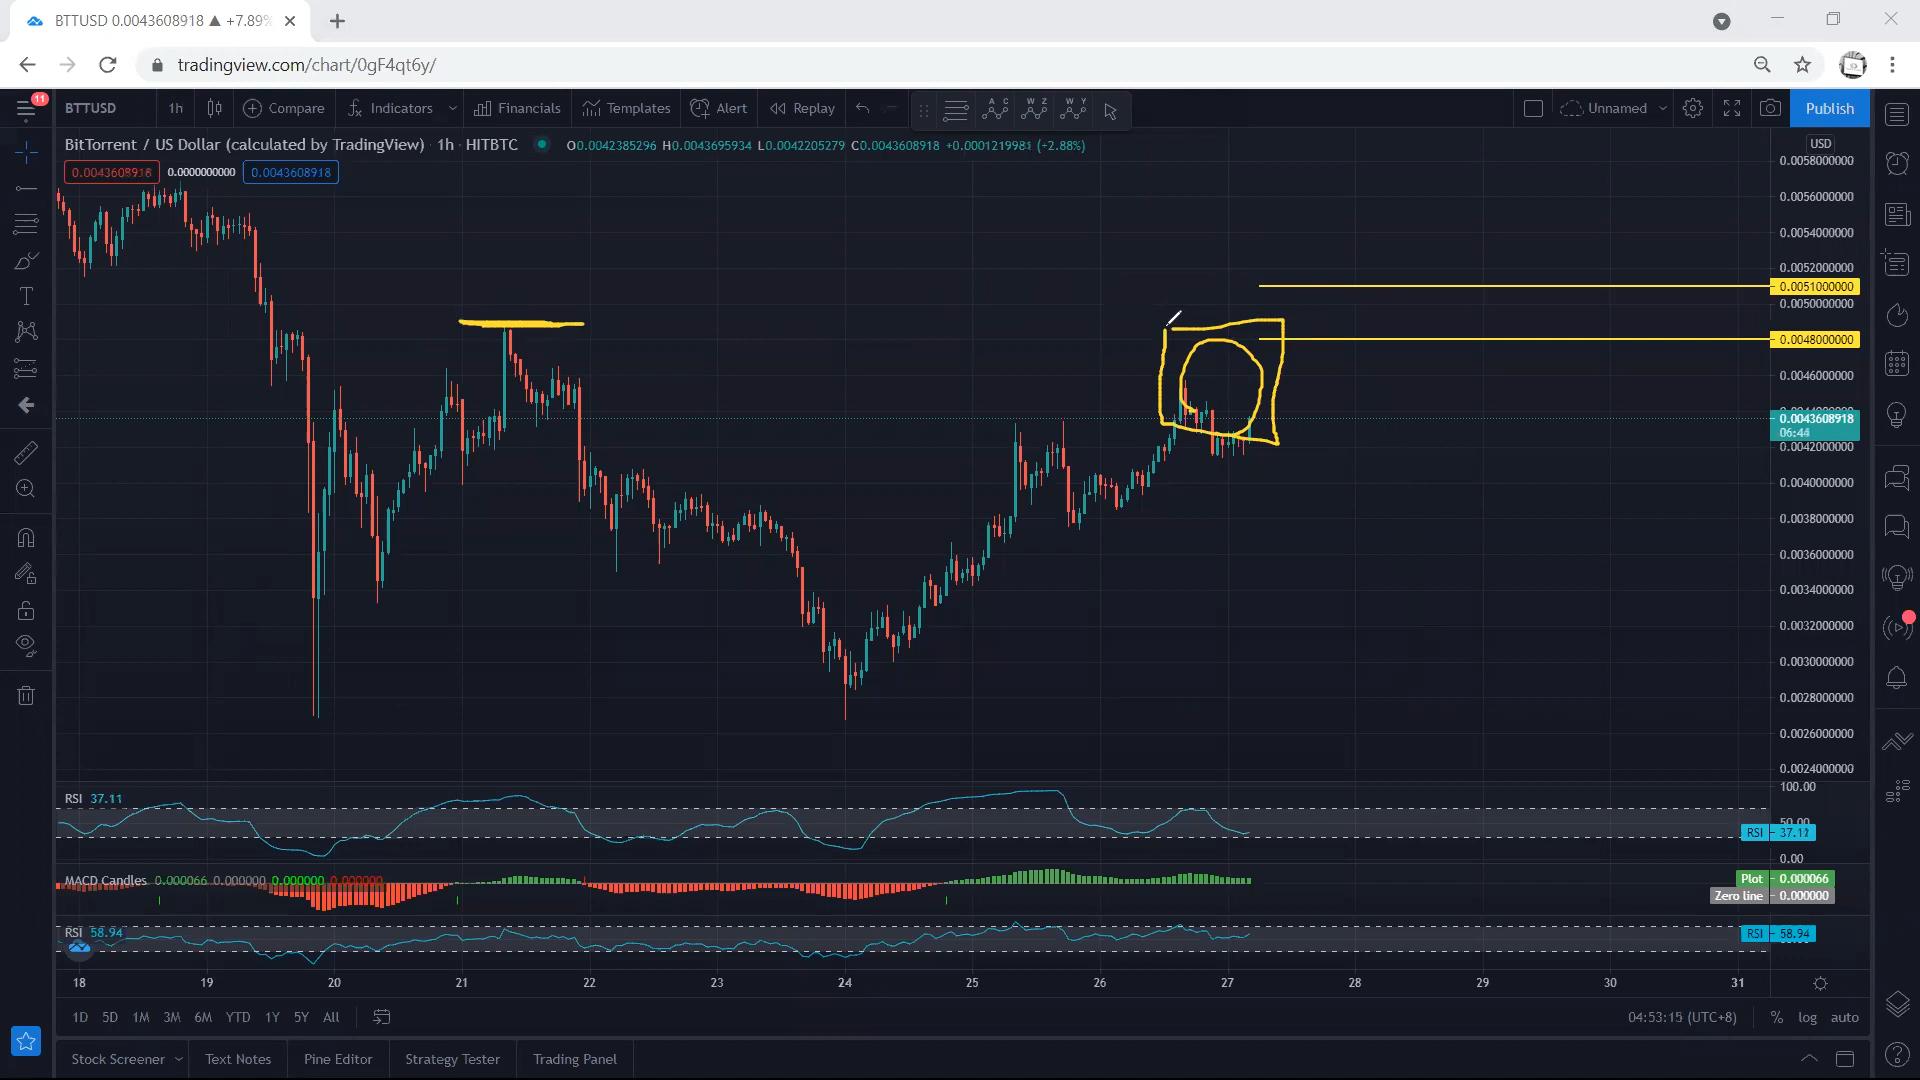 BTTUSD 0.0043608918 ▲ +7.89%
tradingview.com/chart/0gF4qt6y/
11
BTTUSD 1h Compare Indicators Financials Templates Alert Replay A C W Z W Y Unnamed Publish
BitTorrent / US Dollar (calculated by TradingView) · 1h · HITBTC O0.0042385296 H0.0043695934 L0.0042205279 C0.0043608918 +0.0001219981 (+2.88%)
0.0043608918 0.0000000000 0.0043608918
USD
0.0058000000
0.0056000000
0.0054000000
0.0052000000
0.0051000000
0.0050000000
0.0048000000
0.0046000000
0.0043608918
06:44
0.0042000000
0.0040000000
0.0038000000
0.0036000000
0.0034000000
0.0032000000
0.0030000000
0.0028000000
0.0026000000
0.0024000000
RSI 37.11
100.00
50.00
RSI 37.11
0.00
MACD Candles 0.000066 0.000000 0.000000 0.000000
Plot 0.000066
Zero line 0.000000
RSI 58.94
RSI 58.94
18 19 20 21 22 23 24 25 26 27 28 29 30 31
1D 5D 1M 3M 6M YTD 1Y 5Y All
04:53:15 (UTC+8) % log auto
Stock Screener Text Notes Pine Editor Strategy Tester Trading Panel